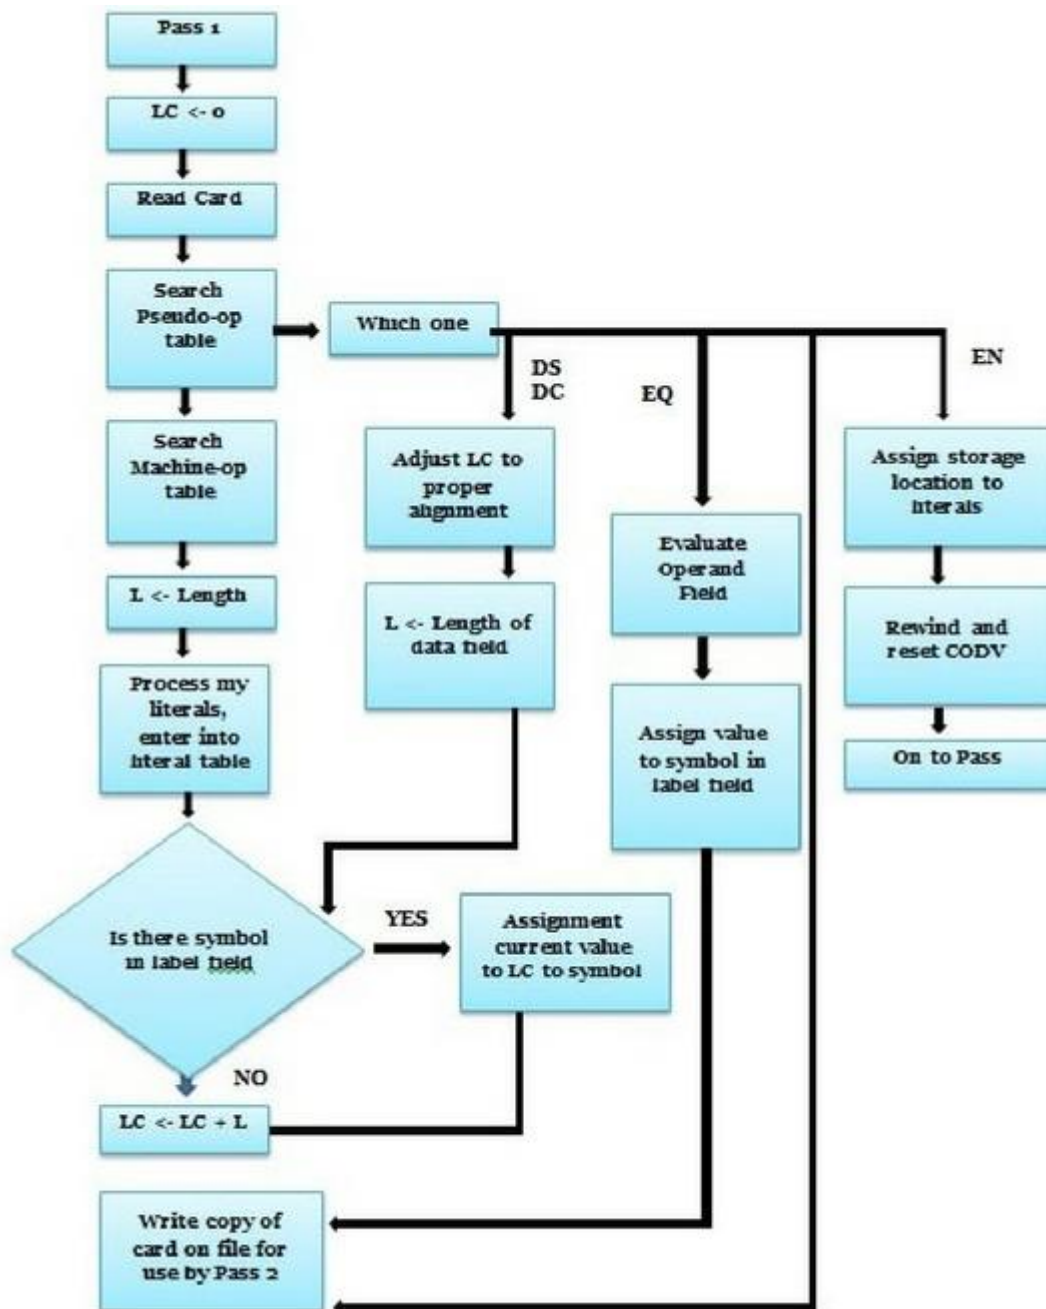 Pass 1
LC <- 0
Read Card
Search
Pseudo-op
table
Which one
DS
DC
EQ
EN
Search
Machine-op
table
Adjust LC to
proper
alignment
Assign storage
location to
literals
Evaluate
Operand
Field
L <- Length
L <- Length of
data field
Rewind and
reset CODV
Process my
literals,
enter into
literal table
Assign value
to symbol in
label field
On to Pass
Is there symbol
in label field
YES
Assignment
current value
to LC to symbol
NO
LC <- LC + L
Write copy of
card on file for
use by Pass 2